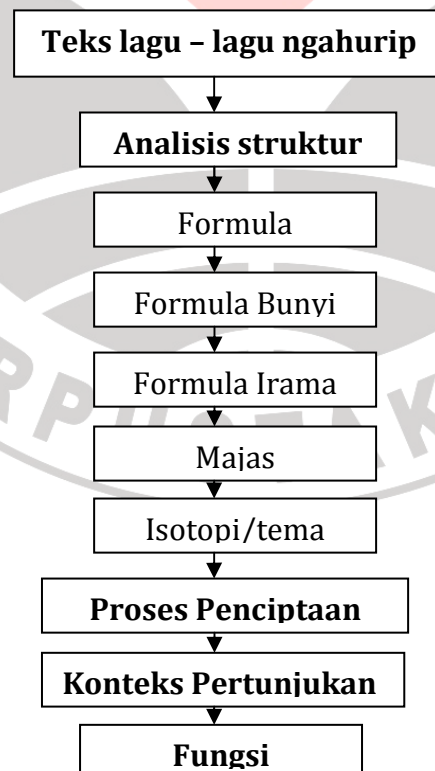 Teks lagu – lagu ngahurip
Analisis struktur
Formula
Formula Bunyi
Formula Irama
Majas
Isotopi/tema
Proses Penciptaan
Konteks Pertunjukan
Fungsi